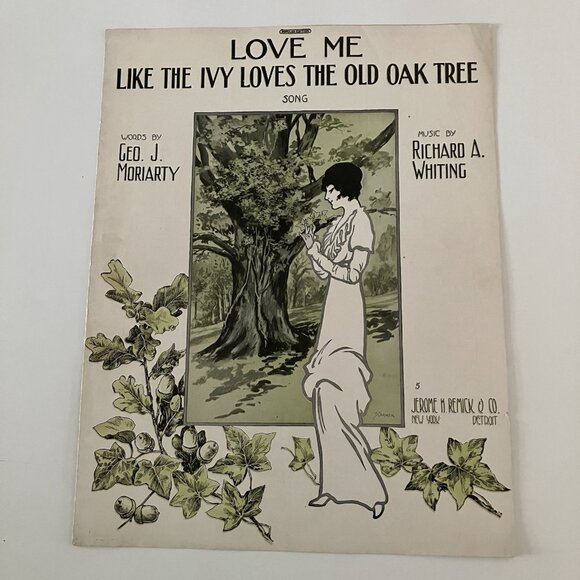 LOVE ME
LIKE THE IVY LOVES THE OLD OAK TREE
SONG
WORDS BY
GEO. J.
MORIARTY
MUSIC BY
RICHARD A.
WHITING
5
JEROME H. REMICK & CO.
NEW YORK DETROIT